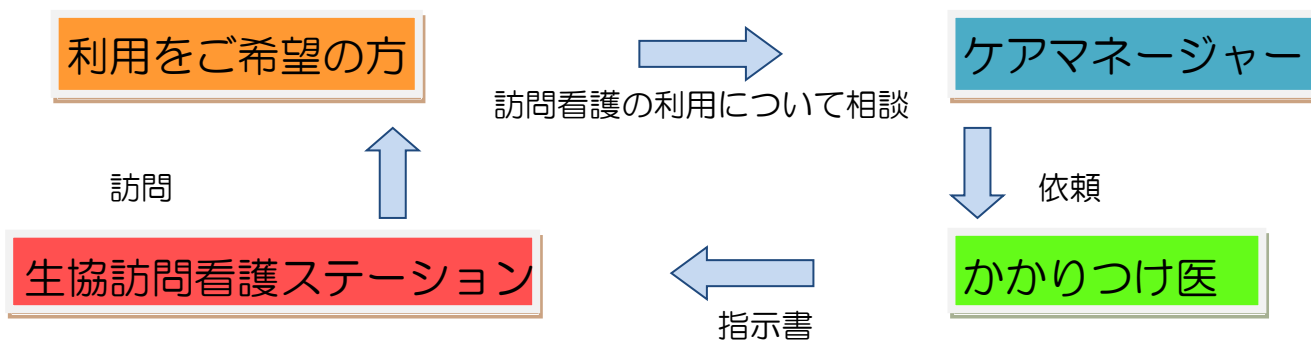 利用をご希望の方
ケアマネージャー
訪問看護の利用について相談
訪問
依頼
生協訪問看護ステーション
かかりつけ医
指示書